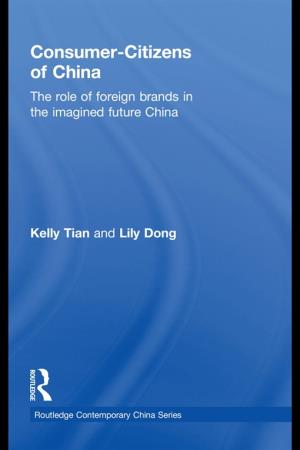 Consumer-Citizens
of China
The role of foreign brands in
the imagined future China
Kelly Tian and Lily Dong
ROUTLEDGE
Routledge Contemporary China Series